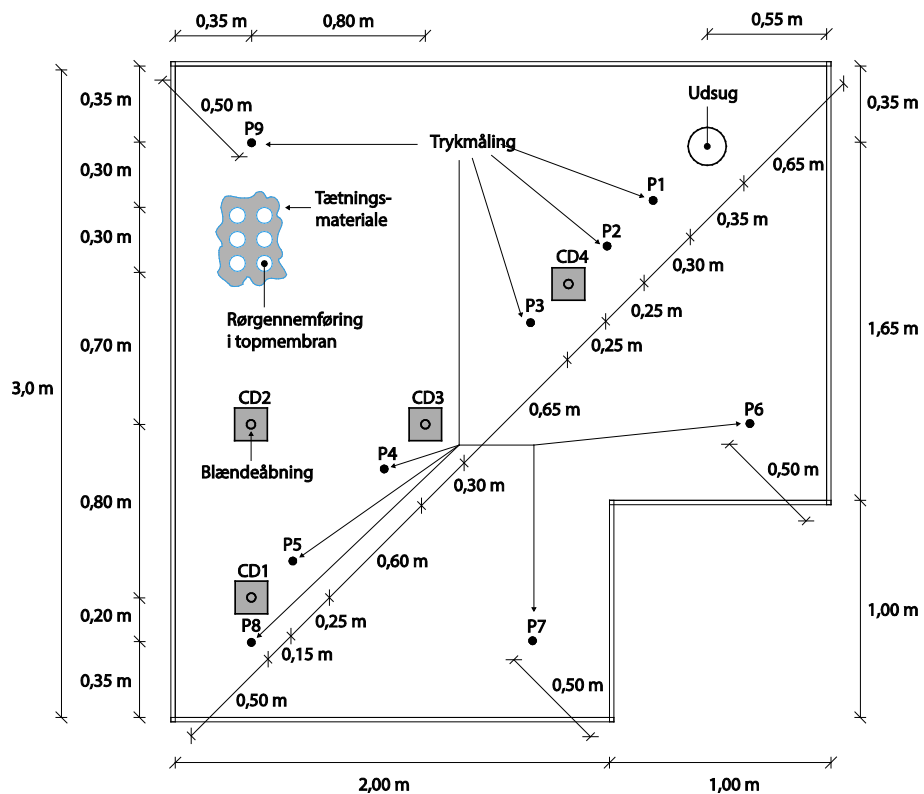 0,35 m
0,80 m
0,55 m
0,35 m
0,50 m
P9
Trykmåling
Udsug
0,35 m
0,65 m
0,30 m
P1
0,35 m
Tætnings-
materiale
P2
0,30 m
0,30 m
CD4
0,25 m
P3
Rørgennemføring
i topmembran
0,25 m
1,65 m
0,70 m
3,0 m
CD2
CD3
0,65 m
P6
P4
Blændeåbning
0,30 m
0,50 m
0,80 m
P5
0,60 m
CD1
0,20 m
P8
0,25 m
P7
1,00 m
0,15 m
0,35 m
0,50 m
0,50 m
2,00 m
1,00 m